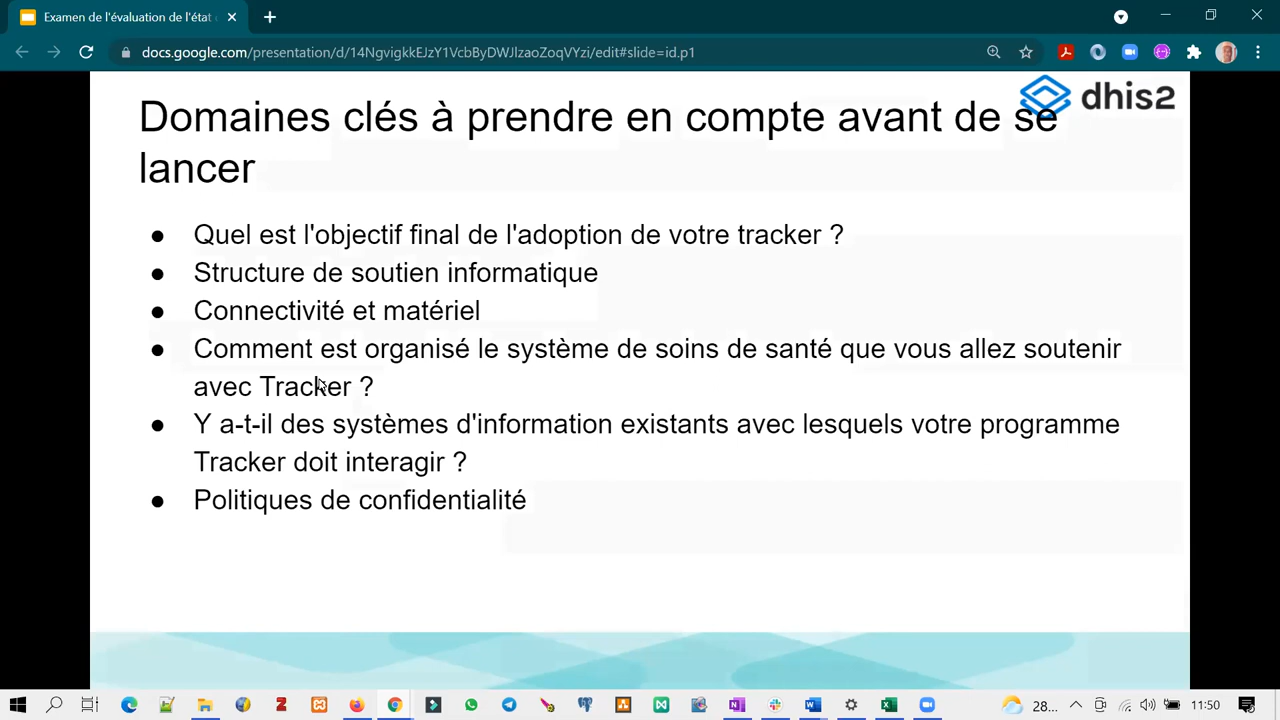 Examen de l'évaluation de l'état
docs.google.com/presentation/d/14NgvigkkEJzY1VcbByDWJlzaoZoqVYzi/edit#slide=id.p1
dhis2
Domaines clés à prendre en compte avant de se
lancer
● Quel est l'objectif final de l'adoption de votre tracker ?
● Structure de soutien informatique
● Connectivité et matériel
● Comment est organisé le système de soins de santé que vous allez soutenir
avec Tracker ?
● Y a-t-il des systèmes d'information existants avec lesquels votre programme
Tracker doit interagir ?
● Politiques de confidentialité
28... 11:50